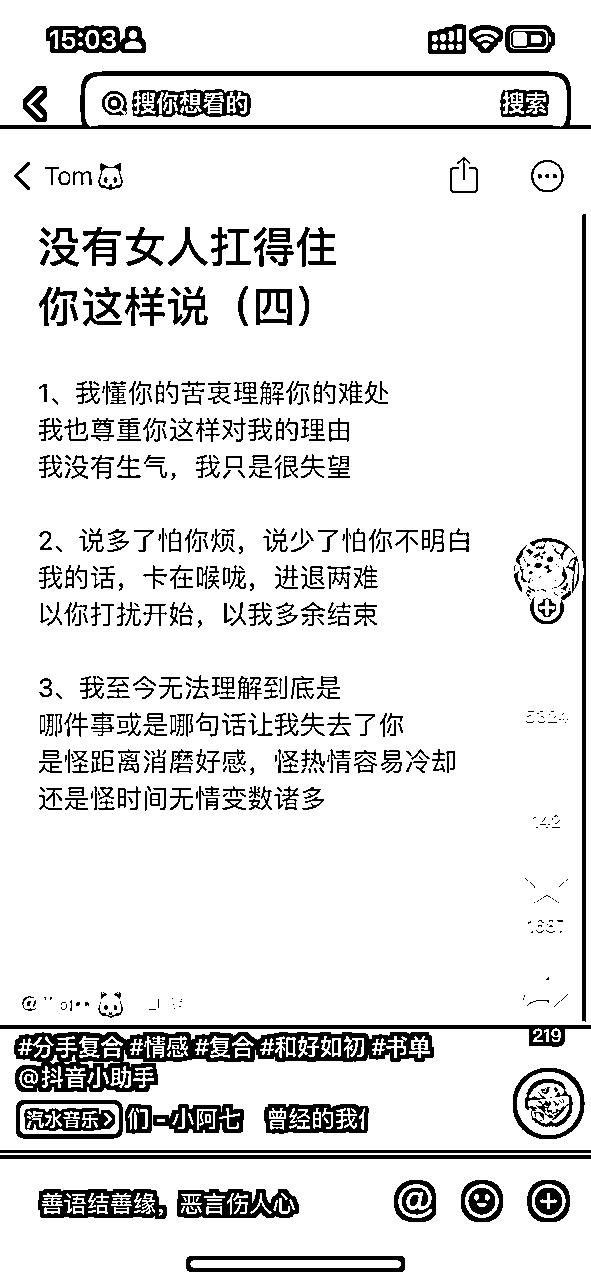 15:03
搜你想看的 搜索
Tom
没有女人扛得住
你这样说（四）
1、我懂你的苦衷理解你的难处
我也尊重你这样对我的理由
我没有生气，我只是很失望
2、说多了怕你烦，说少了怕你不明白
我的话，卡在喉咙，进退两难
以你打扰开始，以我多余结束
3、我至今无法理解到底是
哪件事或是哪句话让我失去了你
是怪距离消磨好感，怪热情容易冷却
还是怪时间无情变数诸多
5324
142
1667
219
#分手复合 #情感 #复合 #和好如初 #书单
@抖音小助手
汽水音乐 们 - 小阿七 曾经的我们
善语结善缘，恶言伤人心